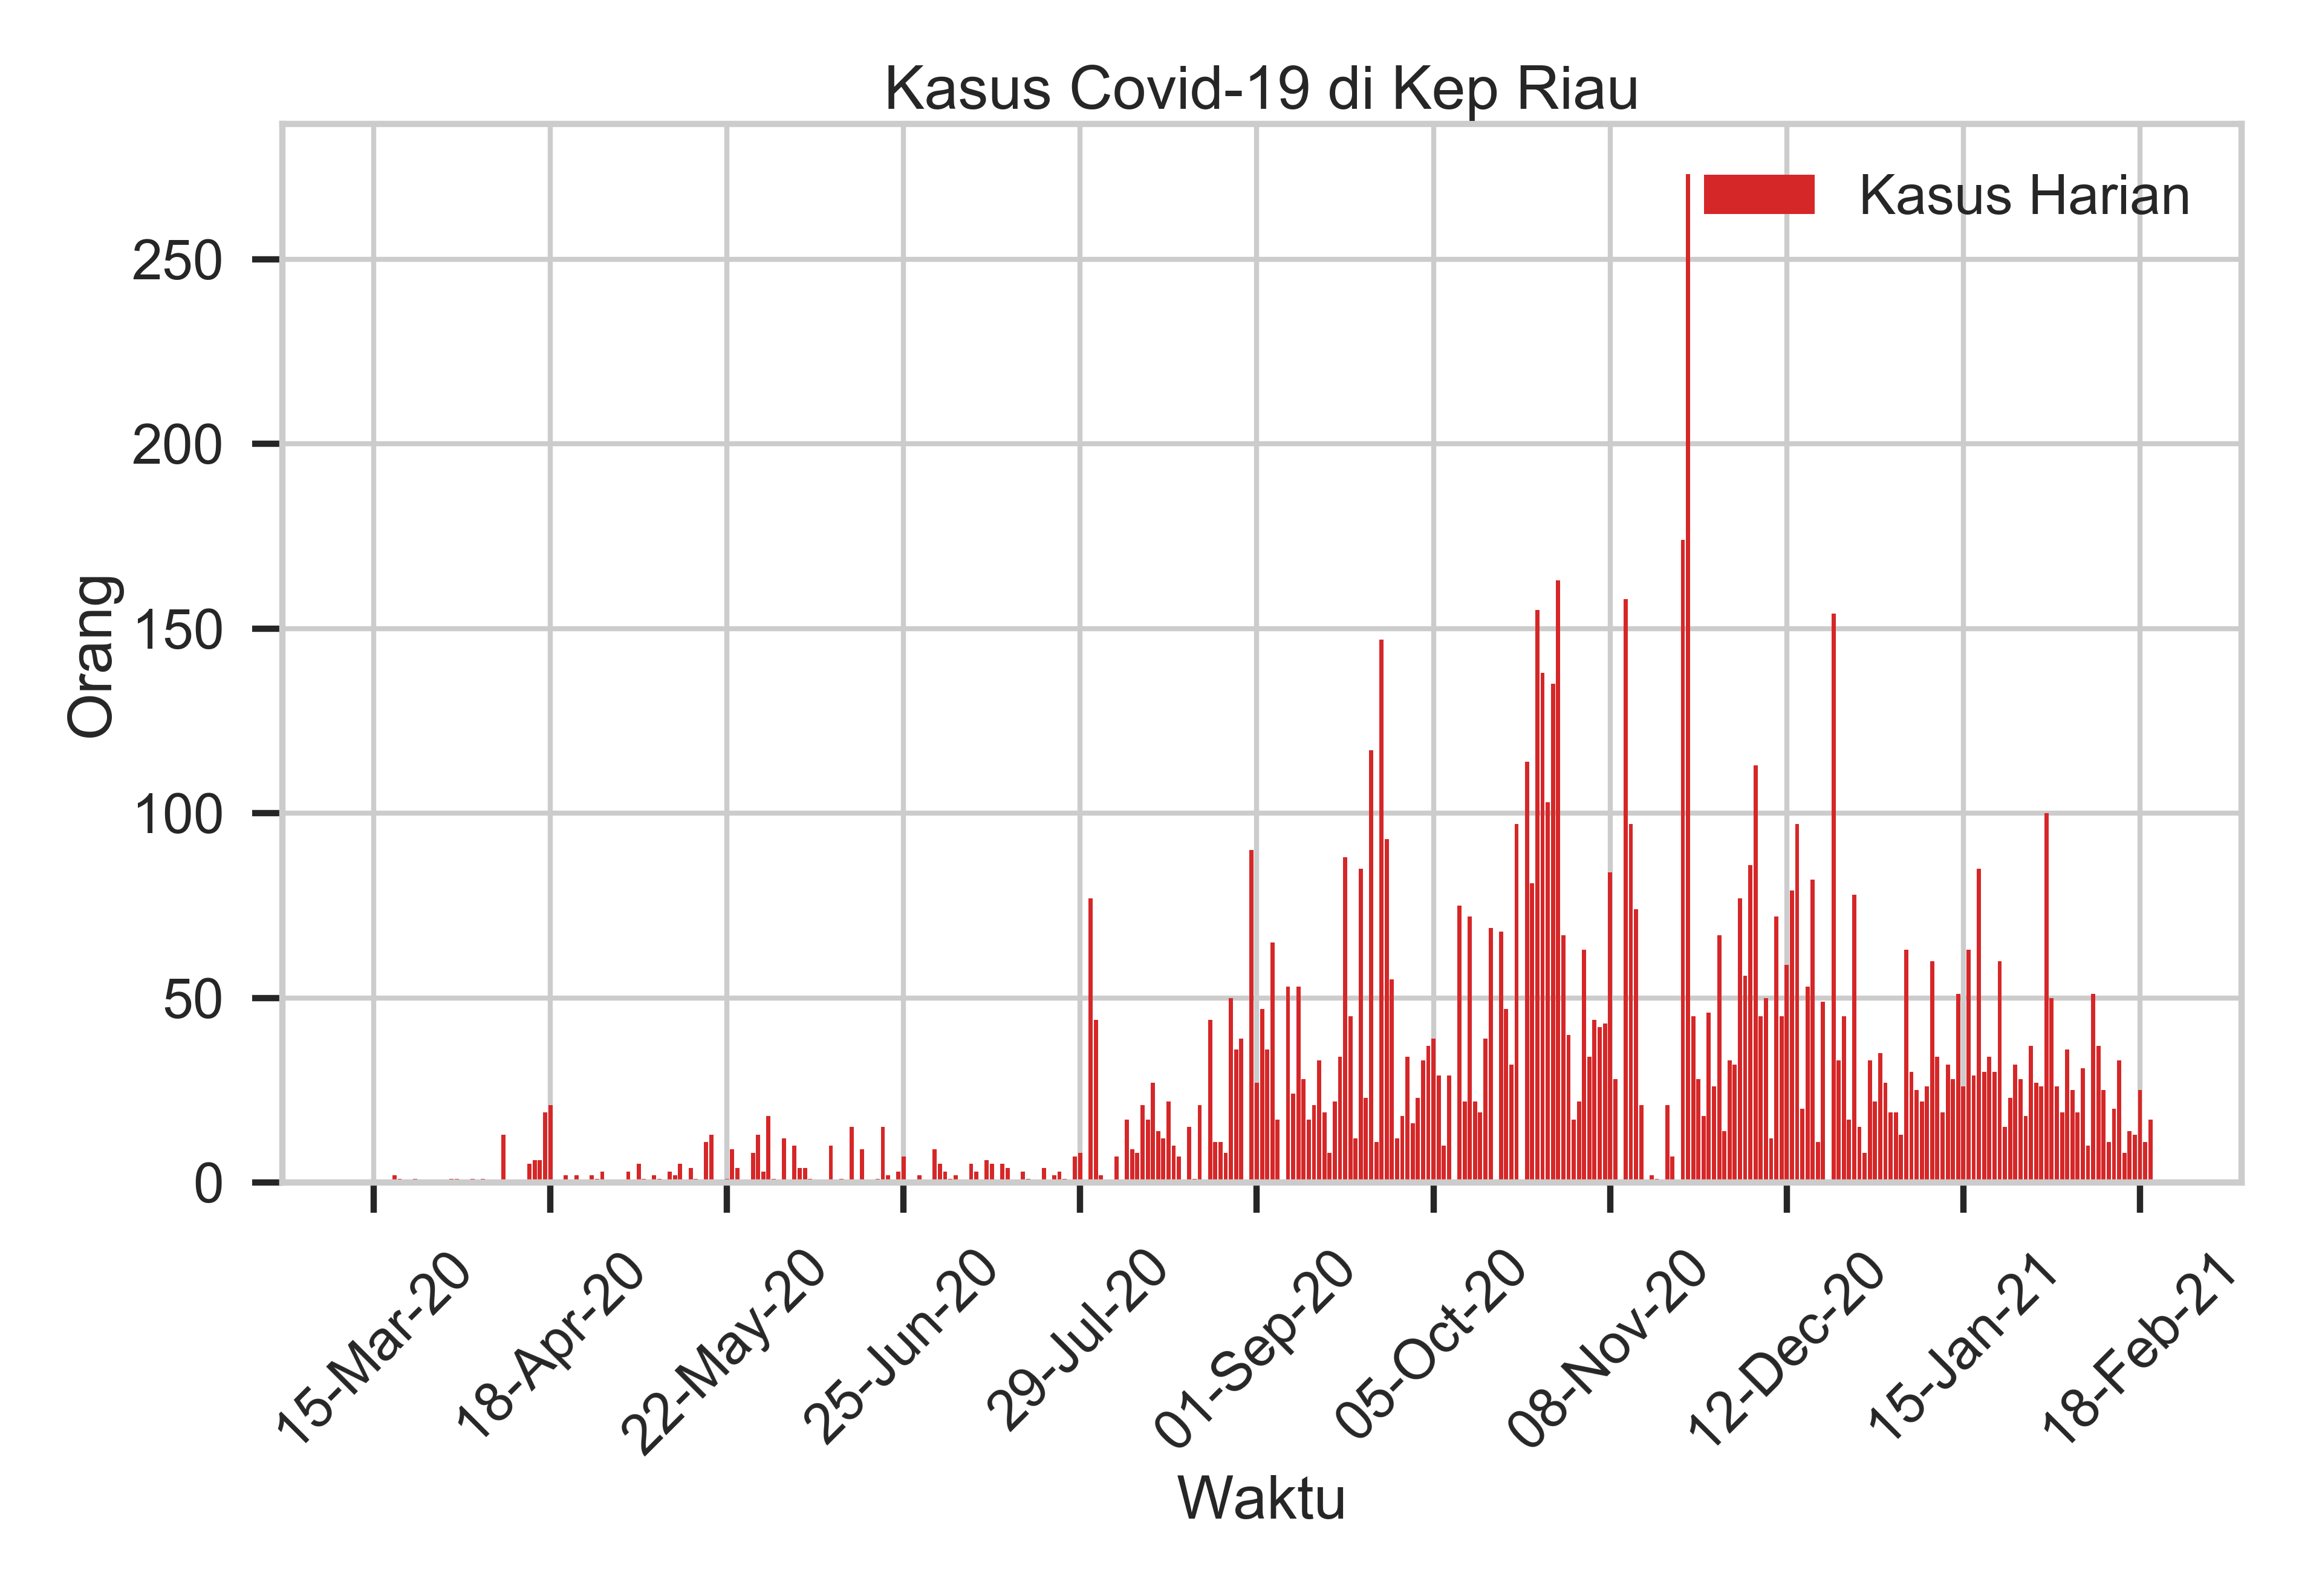 Kasus Covid-19 di Kep Riau
Kasus Harian
250
200
150
100
50
0
Orang
15-Mar-20
18-Apr-20
22-May-20
25-Jun-20
29-Jul-20
01-Sep-20
05-Oct-20
08-Nov-20
12-Dec-20
15-Jan-21
18-Feb-21
Waktu